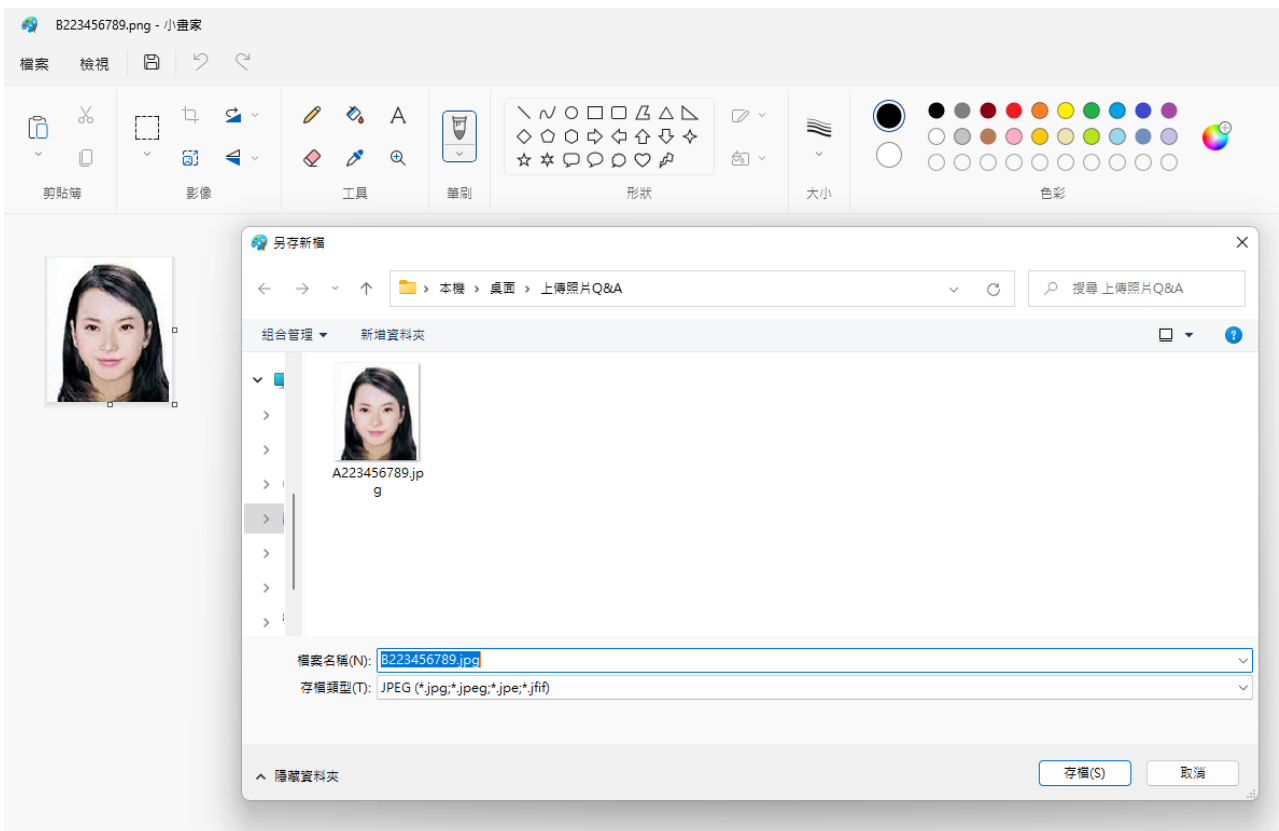 B223456789.png - 小畫家
檔案 檢視
A
剪貼簿 影像 工具 筆刷 形狀 大小 色彩
另存新檔
本機 › 桌面 › 上傳照片Q&A
搜尋 上傳照片Q&A
組合管理 新增資料夾
?
A223456789.jp
g
檔案名稱(N): B223456789.jpg
存檔類型(T): JPEG (*.jpg;*.jpeg;*.jpe;*.jfif)
隱藏資料夾 存檔(S) 取消